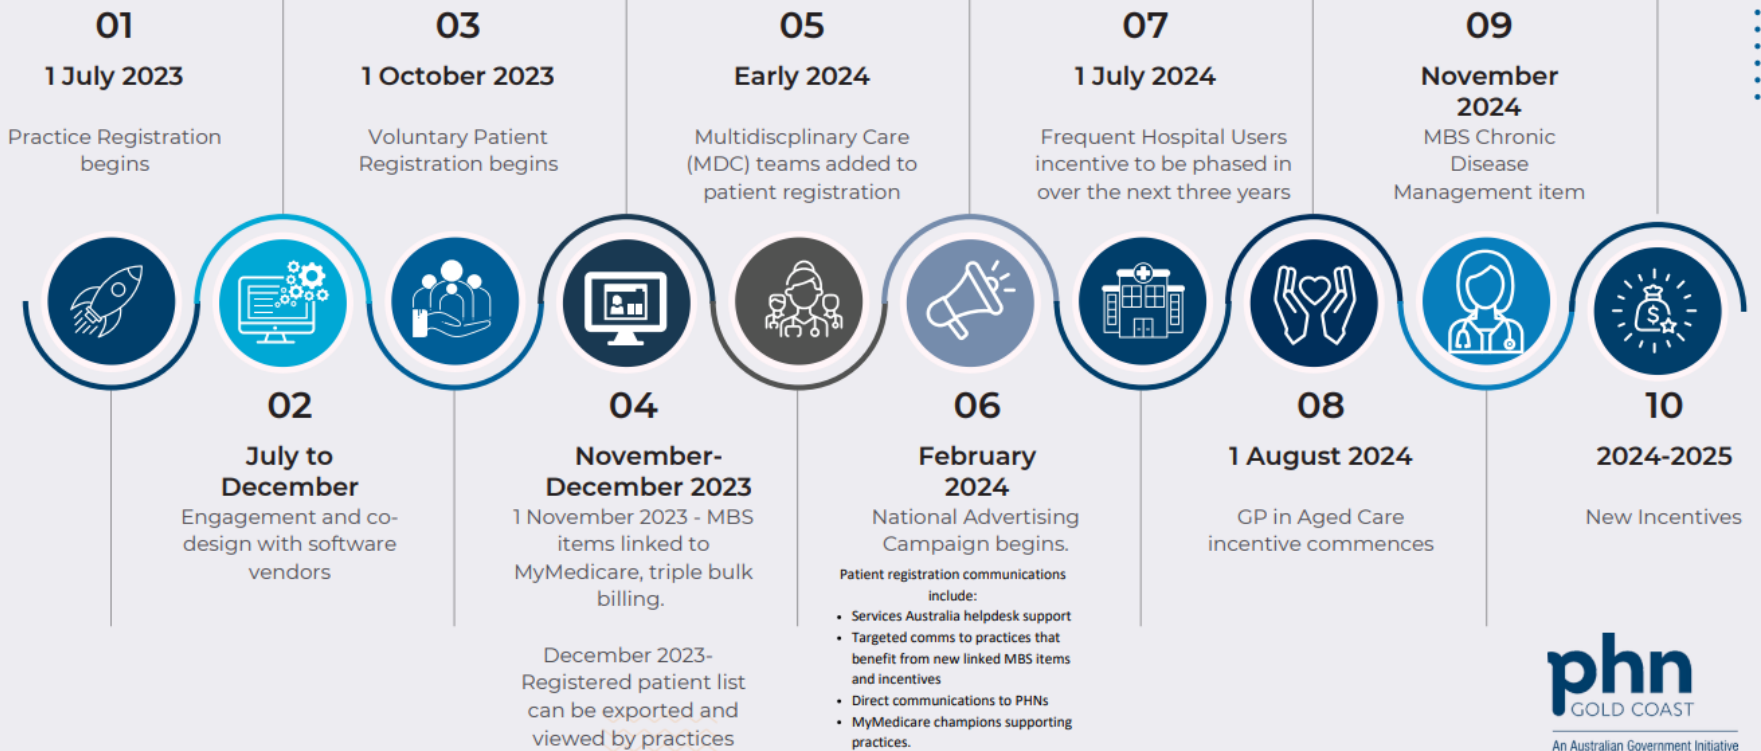 01
1 July 2023
Practice Registration
begins
02
July to
December
Engagement and co-
design with software
vendors
03
1 October 2023
Voluntary Patient
Registration begins
04
November-
December 2023
1 November 2023 - MBS
items linked to
MyMedicare, triple bulk
billing.
December 2023-
Registered patient list
can be exported and
viewed by practices
05
Early 2024
Multidiscplinary Care
(MDC) teams added to
patient registration
06
February
2024
National Advertising
Campaign begins.
Patient registration communications
include:
• Services Australia helpdesk support
• Targeted comms to practices that
benefit from new linked MBS items
and incentives
• Direct communications to PHNs
• MyMedicare champions supporting
practices.
07
1 July 2024
Frequent Hospital Users
incentive to be phased in
over the next three years
08
1 August 2024
GP in Aged Care
incentive commences
09
November
2024
MBS Chronic
Disease
Management item
10
2024-2025
New Incentives
$
phn
GOLD COAST
An Australian Government Initiative